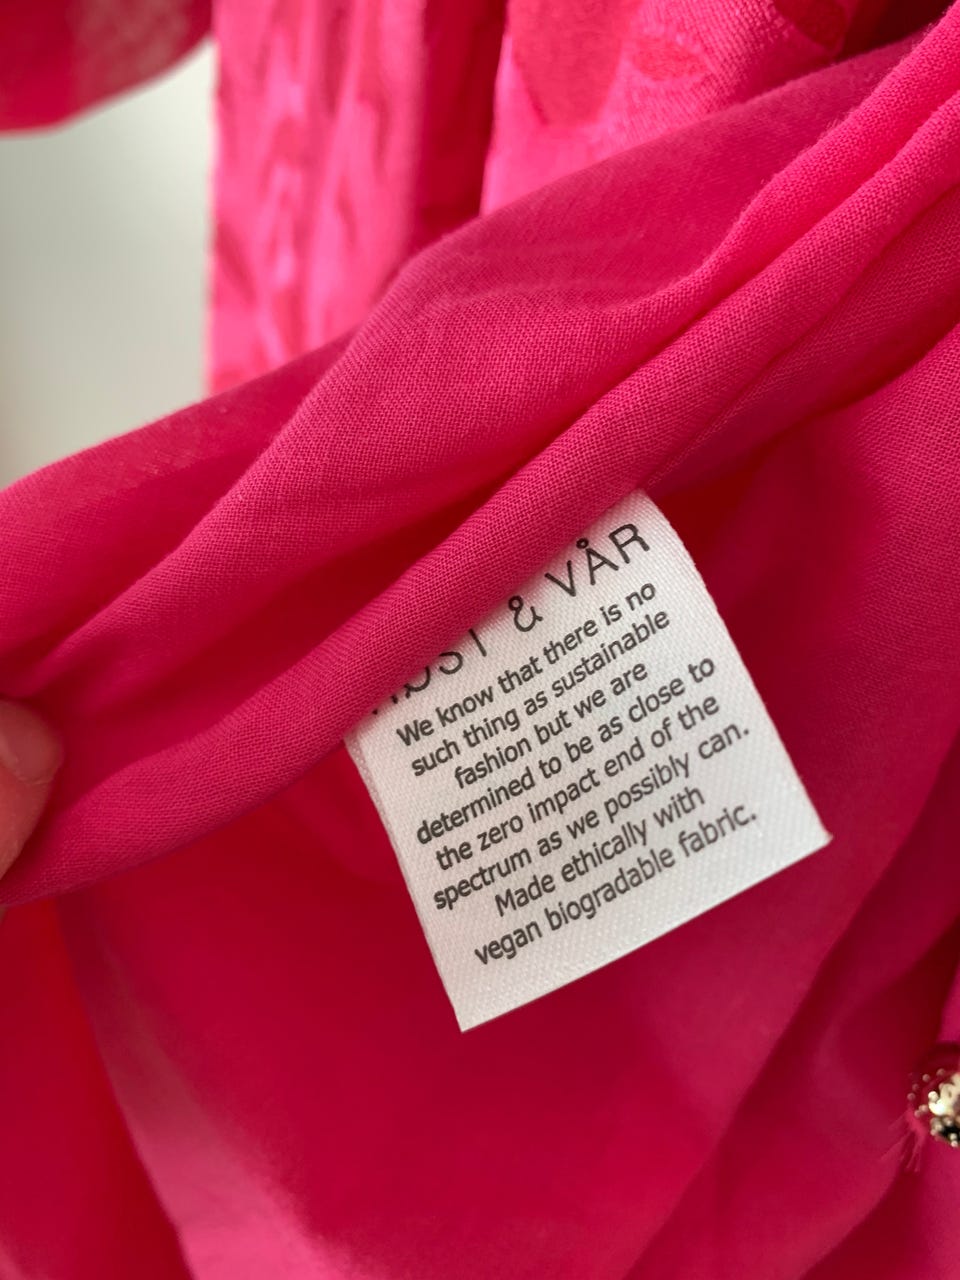 & VÅR
We know that there is no
such thing as sustainable
fashion but we are
determined to be as close to
the zero impact end of the
spectrum as we possibly can.
Made ethically with
vegan biogradable fabric.